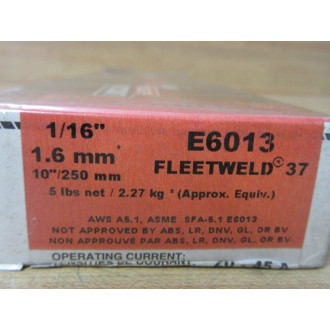 1/16" E6013
1.6 mm FLEETWELD® 37
10"/250 mm
5 lbs net / 2.27 kg * (Approx. Equiv.)
AWS A5.1, ASME SFA-5.1 E6013
NOT APPROVED BY ABS, LR, DNV, GL, OR BV
NON APPROUVÉ PAR ABS, LR, DNV, GL, OR BV
OPERATING CURRENT: